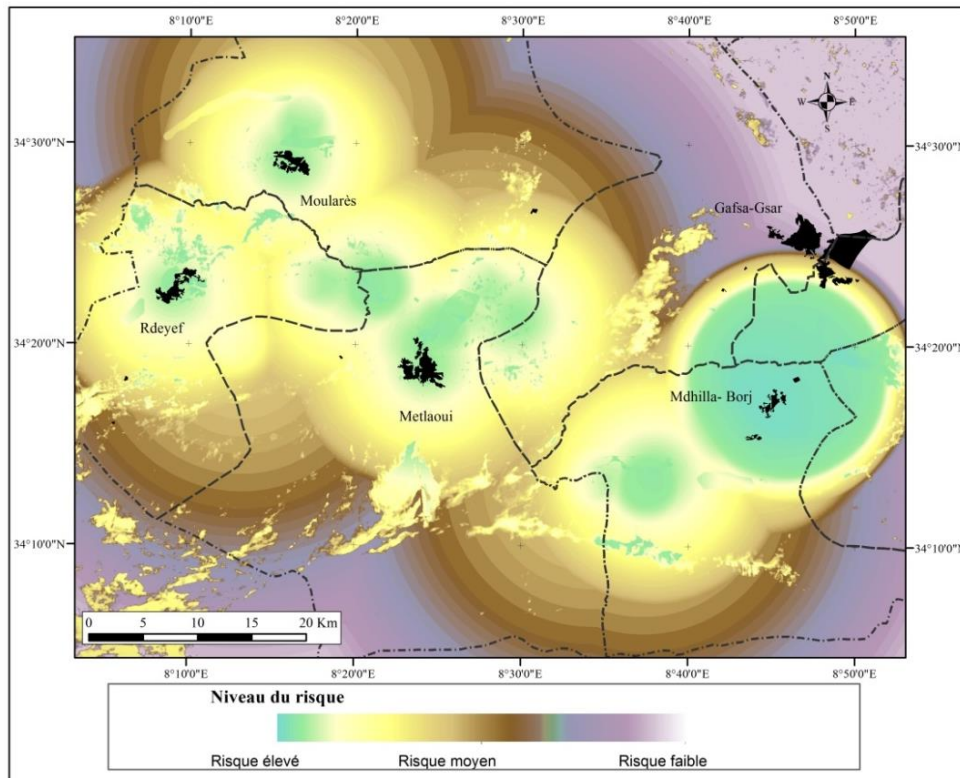 8°10'0"E 8°20'0"E 8°30'0"E 8°40'0"E 8°50'0"E
N
W E
S
34°30'0"N 34°30'0"N
Moularès
Gafsa-Gsar
Rdeyef
34°20'0"N 34°20'0"N
Metlaoui
Mdhilla- Borj
34°10'0"N 34°10'0"N
0 5 10 15 20 Km
8°10'0"E 8°20'0"E 8°30'0"E 8°40'0"E 8°50'0"E
Niveau du risque
Risque élevé Risque moyen Risque faible